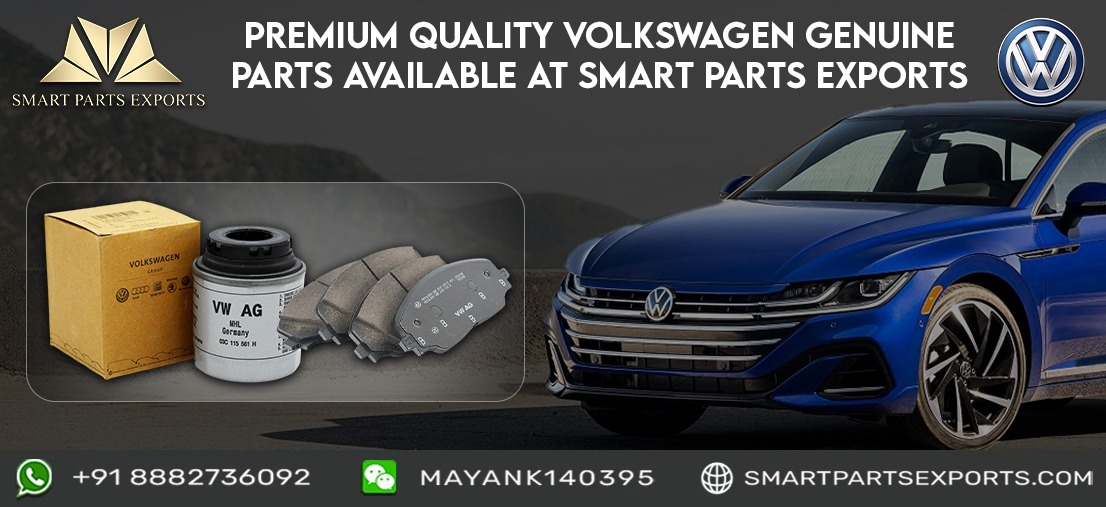 PREMIUM QUALITY VOLKSWAGEN GENUINE
PARTS AVAILABLE AT SMART PARTS EXPORTS
SMART PARTS EXPORTS
VOLKSWAGEN
GROUP
VW AG
MHL
Germany
03C 115 561 H
VW AG
+91 8882736092
MAYANK140395
SMARTPARTSEXPORTS.COM